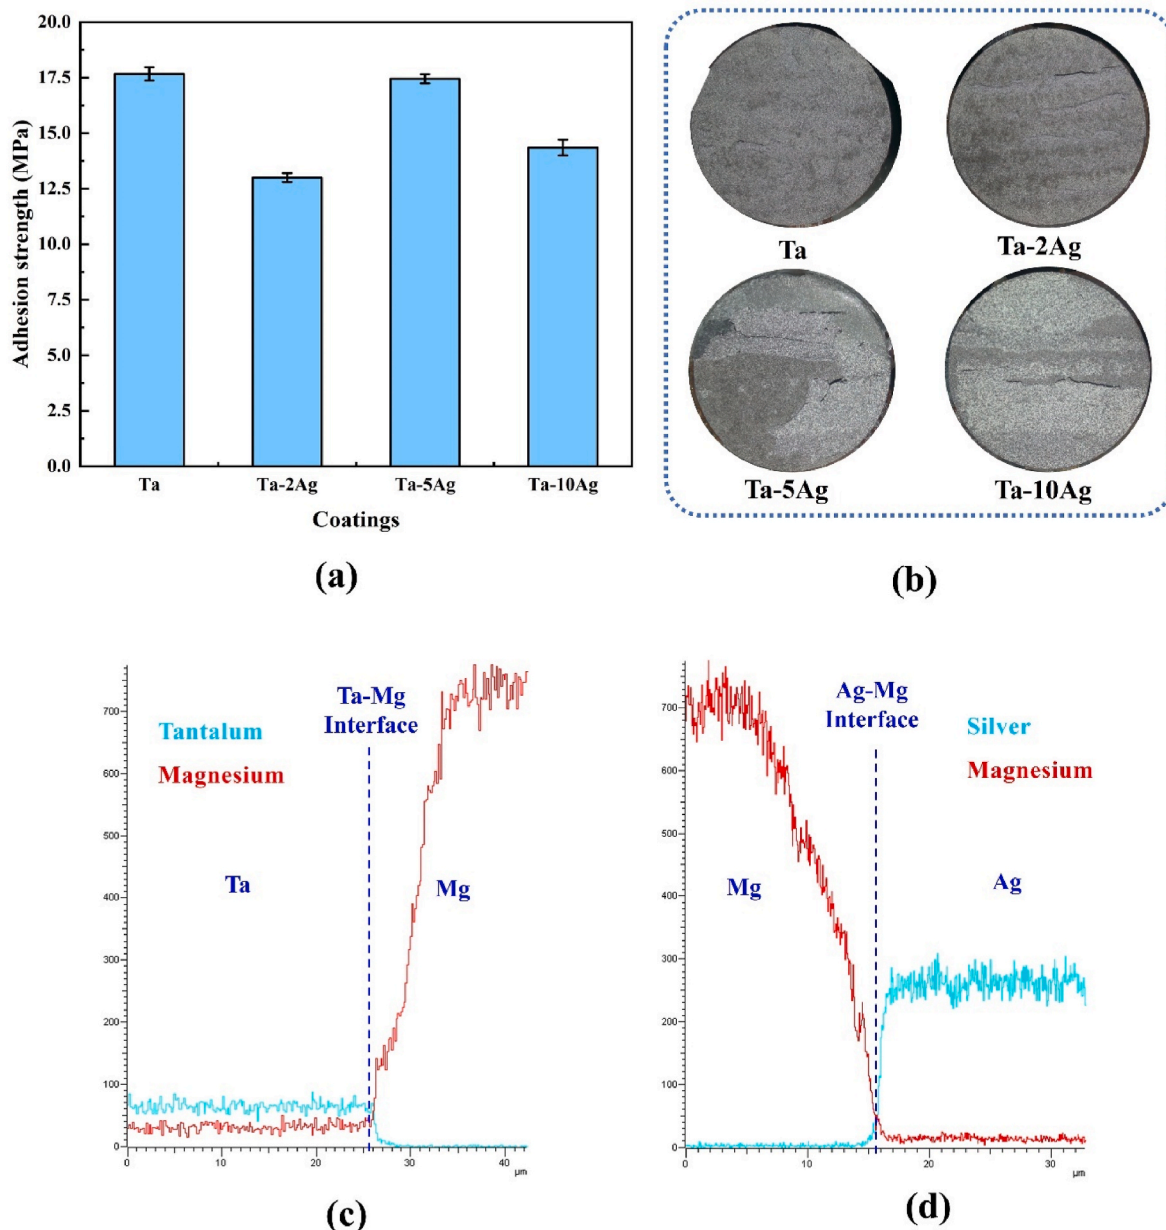 20.0
17.5
15.0
12.5
10.0
7.5
5.0
2.5
0.0
Adhesion strength (MPa)
Ta
Ta-2Ag
Ta-5Ag
Ta-10Ag
Coatings
(a)
Ta
Ta-2Ag
Ta-5Ag
Ta-10Ag
(b)
700
600
500
400
300
200
100
0
Tantalum
Magnesium
Ta-Mg
Interface
Ta
Mg
0
10
20
30
40
µm
(c)
700
600
500
400
300
200
100
0
Ag-Mg
Interface
Silver
Magnesium
Mg
Ag
0
10
20
30
µm
(d)